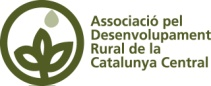 Associació pel
Desenvolupament
Rural de la
Catalunya Central